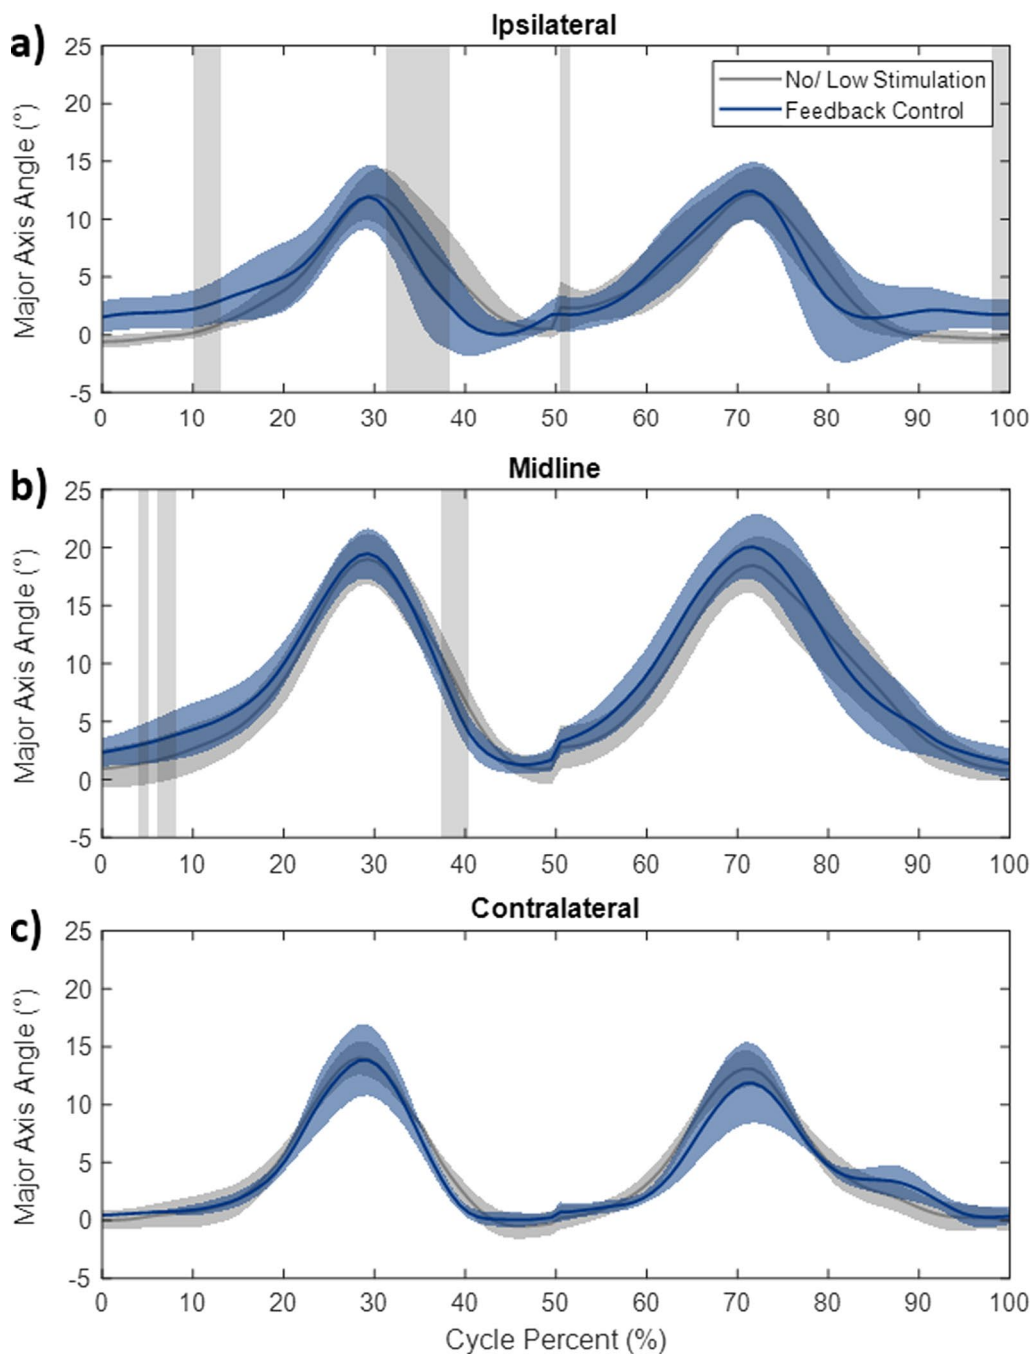 a)
Ipsilateral
Major Axis Angle (°)
25
20
15
10
5
0
-5
No/ Low Stimulation
Feedback Control
0 10 20 30 40 50 60 70 80 90 100
b)
Midline
Major Axis Angle (°)
25
20
15
10
5
0
-5
0 10 20 30 40 50 60 70 80 90 100
c)
Contralateral
Major Axis Angle (°)
25
20
15
10
5
0
-5
0 10 20 30 40 50 60 70 80 90 100
Cycle Percent (%)